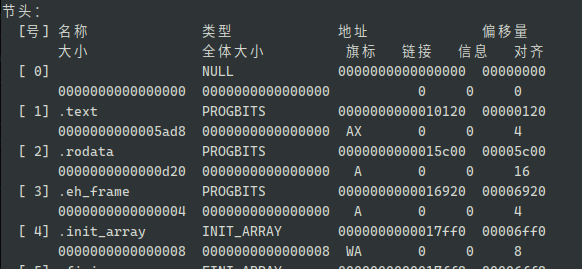 节头:
[号] 名称 类型 地址 偏移量
大小 全体大小 旗标 链接 信息 对齐
[ 0] NULL 0000000000000000 00000000
0000000000000000 0000000000000000 0 0 0
[ 1] .text PROGBITS 0000000000010120 00000120
0000000000005ad8 0000000000000000 AX 0 0 4
[ 2] .rodata PROGBITS 0000000000015c00 00005c00
0000000000000d20 0000000000000000 A 0 0 16
[ 3] .eh_frame PROGBITS 0000000000016920 00006920
0000000000000004 0000000000000000 A 0 0 4
[ 4] .init_array INIT_ARRAY 0000000000017ff0 00006ff0
0000000000000008 0000000000000008 WA 0 0 8